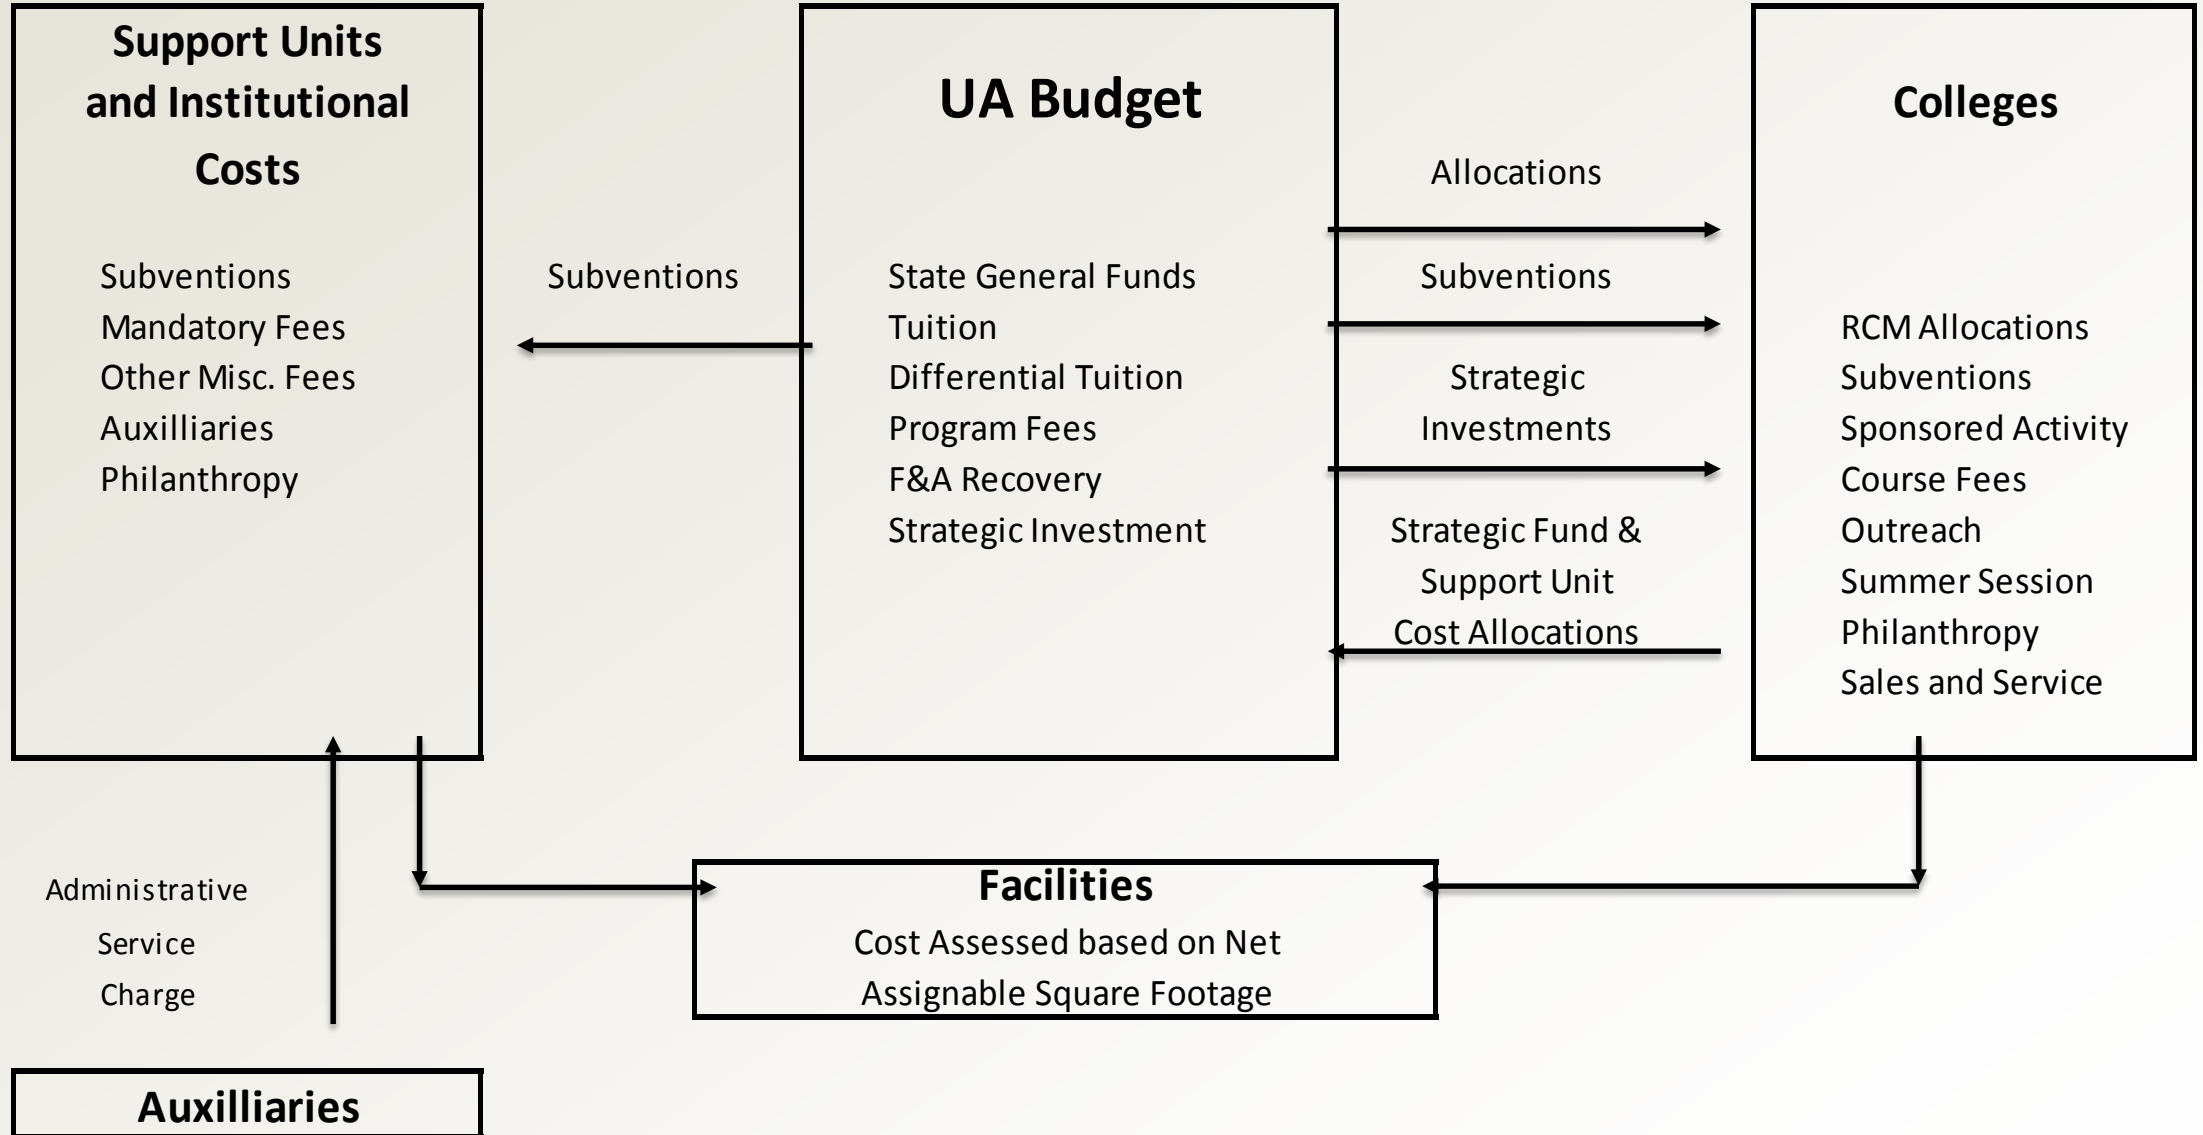 Support Units
and Institutional
Costs
Subventions
Mandatory Fees
Other Misc. Fees
Auxilliaries
Philanthropy
Subventions
UA Budget
State General Funds
Tuition
Differential Tuition
Program Fees
F&A Recovery
Strategic Investment
Allocations
Subventions
Strategic
Investments
Strategic Fund &
Support Unit
Cost Allocations
Colleges
RCM Allocations
Subventions
Sponsored Activity
Course Fees
Outreach
Summer Session
Philanthropy
Sales and Service
Administrative
Service
Charge
Facilities
Cost Assessed based on Net
Assignable Square Footage
Auxilliaries